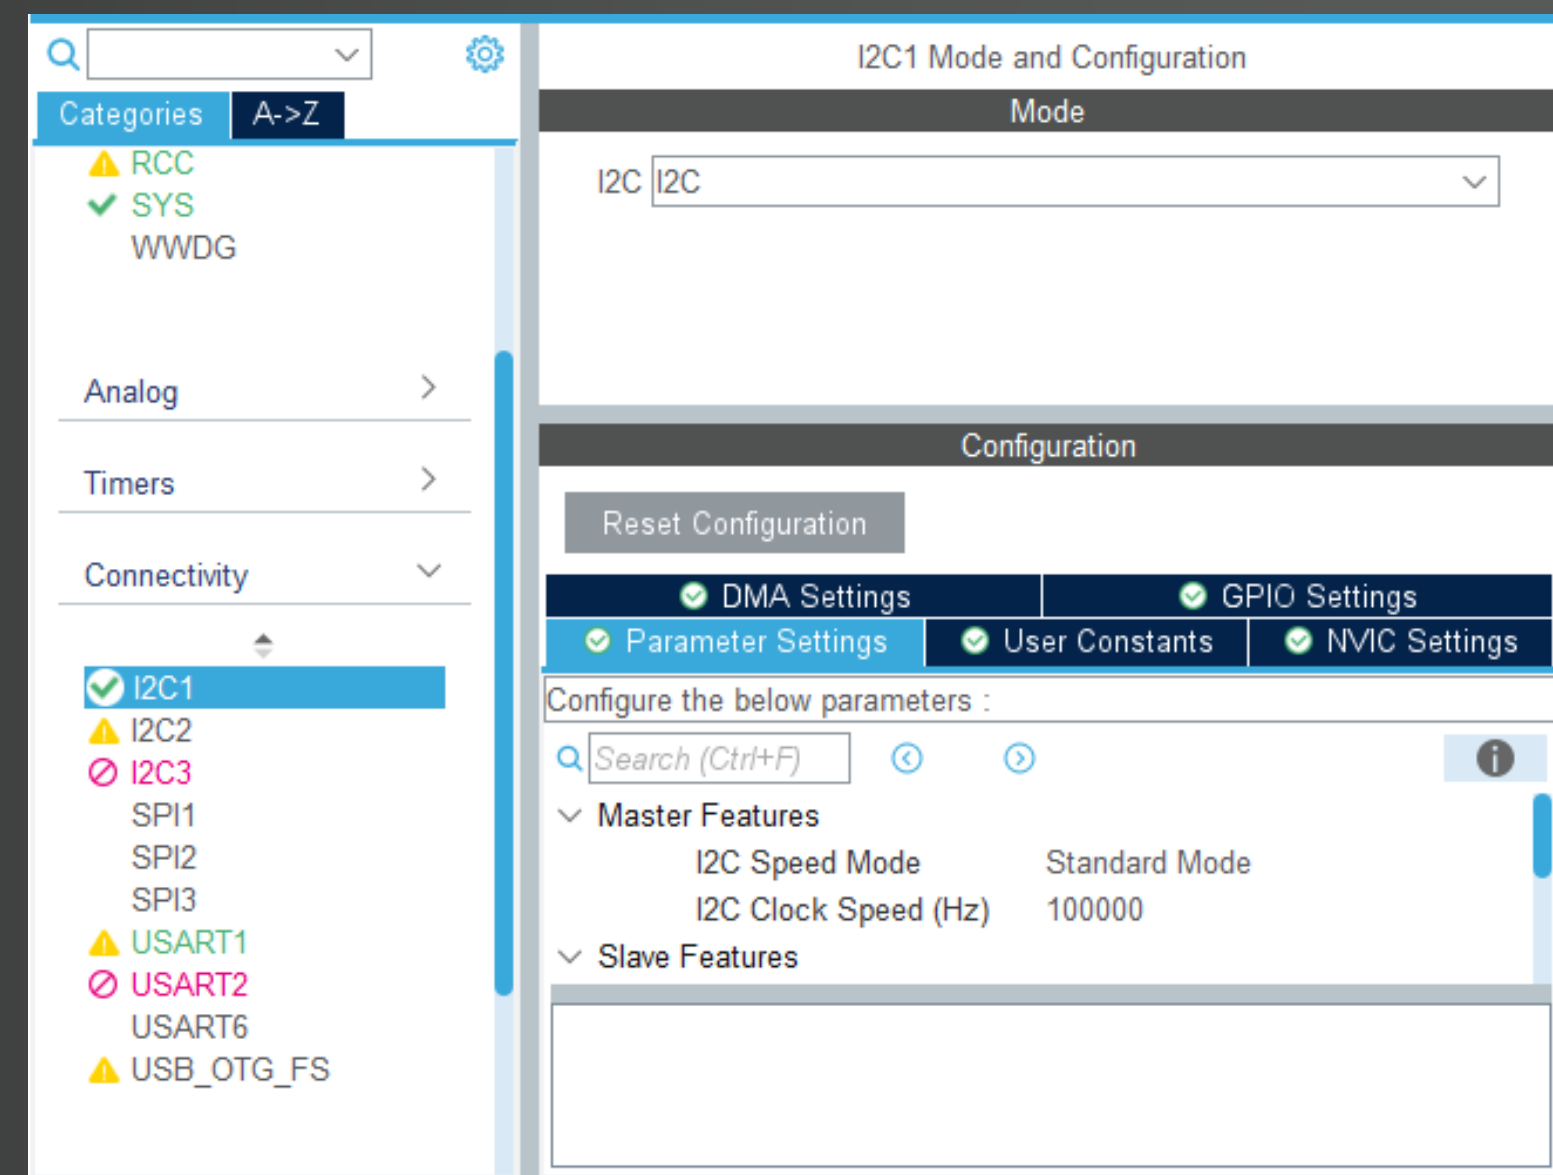 Categories
A->Z
RCC
SYS
WWDG
Analog
Timers
Connectivity
I2C1
I2C2
I2C3
SPI1
SPI2
SPI3
USART1
USART2
USART6
USB_OTG_FS
I2C1 Mode and Configuration
Mode
I2C I2C
Configuration
Reset Configuration
DMA Settings
GPIO Settings
Parameter Settings
User Constants
NVIC Settings
Configure the below parameters :
Search (Ctrl+F)
Master Features
I2C Speed Mode Standard Mode
I2C Clock Speed (Hz) 100000
Slave Features